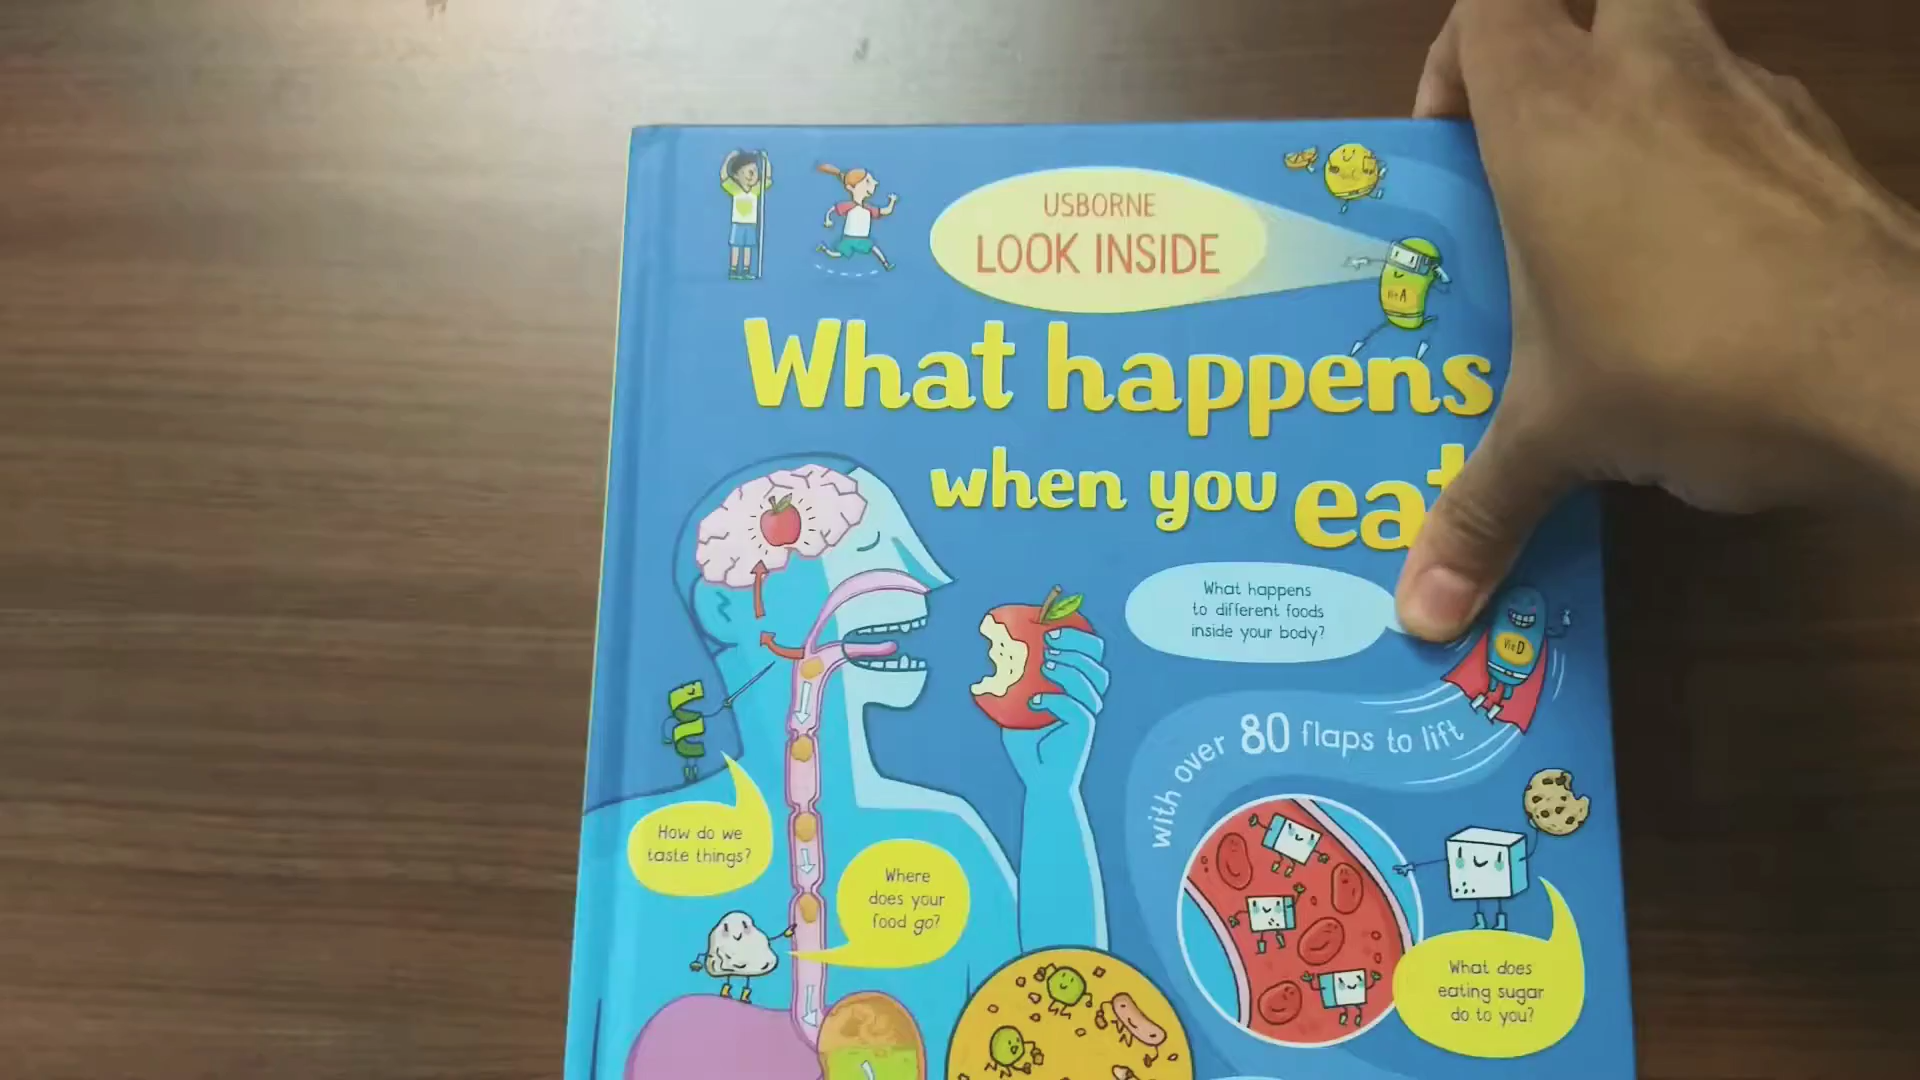 USBORNE
LOOK INSIDE
What happens
when you eat
What happens
to different foods
inside your body?
Vit A
Vit D
with over 80 flaps to lift
How do we
taste things?
Where
does your
food go?
What does
eating sugar
do to you?